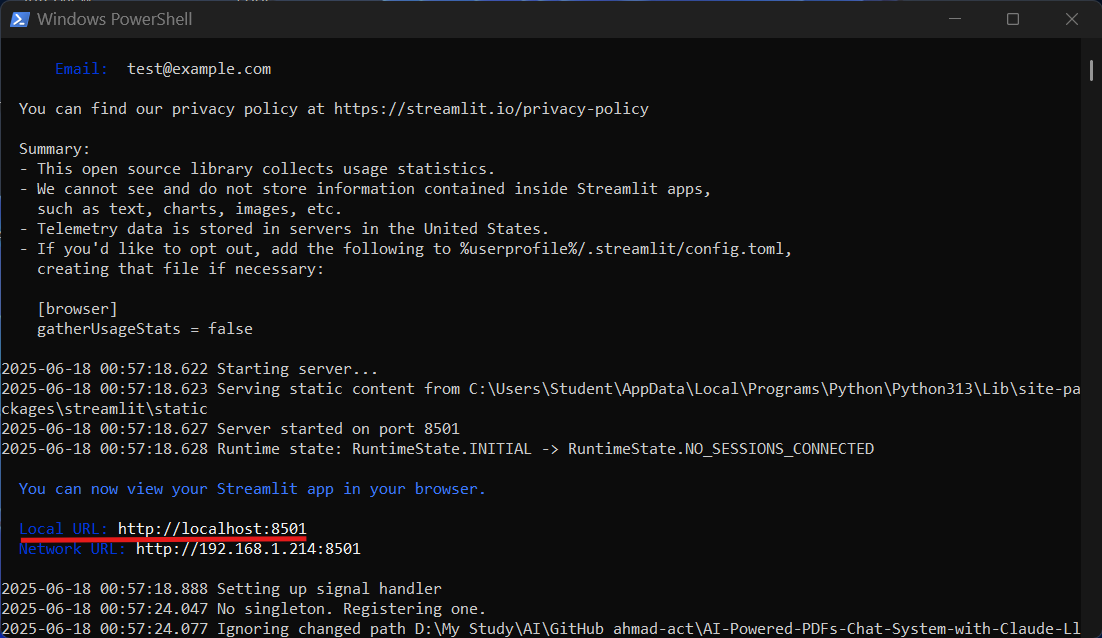 Windows PowerShell
Email: test@example.com
You can find our privacy policy at https://streamlit.io/privacy-policy
Summary:
- This open source library collects usage statistics.
- We cannot see and do not store information contained inside Streamlit apps,
such as text, charts, images, etc.
- Telemetry data is stored in servers in the United States.
- If you'd like to opt out, add the following to %userprofile%/.streamlit/config.toml,
creating that file if necessary:
[browser]
gatherUsageStats = false
2025-06-18 00:57:18.622 Starting server...
2025-06-18 00:57:18.623 Serving static content from C:\Users\Student\AppData\Local\Programs\Python\Python313\Lib\site-pa
ckages\streamlit\static
2025-06-18 00:57:18.627 Server started on port 8501
2025-06-18 00:57:18.628 Runtime state: RuntimeState.INITIAL -> RuntimeState.NO_SESSIONS_CONNECTED
You can now view your Streamlit app in your browser.
Local URL: http://localhost:8501
Network URL: http://192.168.1.214:8501
2025-06-18 00:57:18.888 Setting up signal handler
2025-06-18 00:57:24.047 No singleton. Registering one.
2025-06-18 00:57:24.077 Ignoring changed path D:\My Study\AI\GitHub ahmad-act\AI-Powered-PDFs-Chat-System-with-Claude-Ll